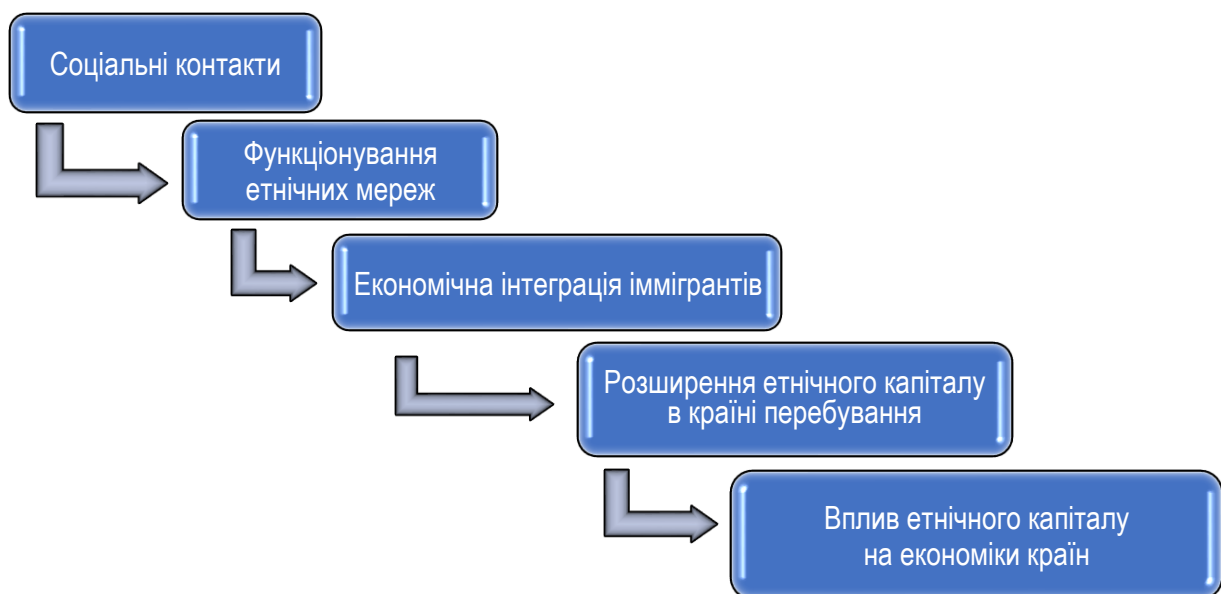 Соціальні контакти
Функціонування
етнічних мереж
Економічна інтеграція іммігрантів
Розширення етнічного капіталу
в країні перебування
Вплив етнічного капіталу
на економіки країн